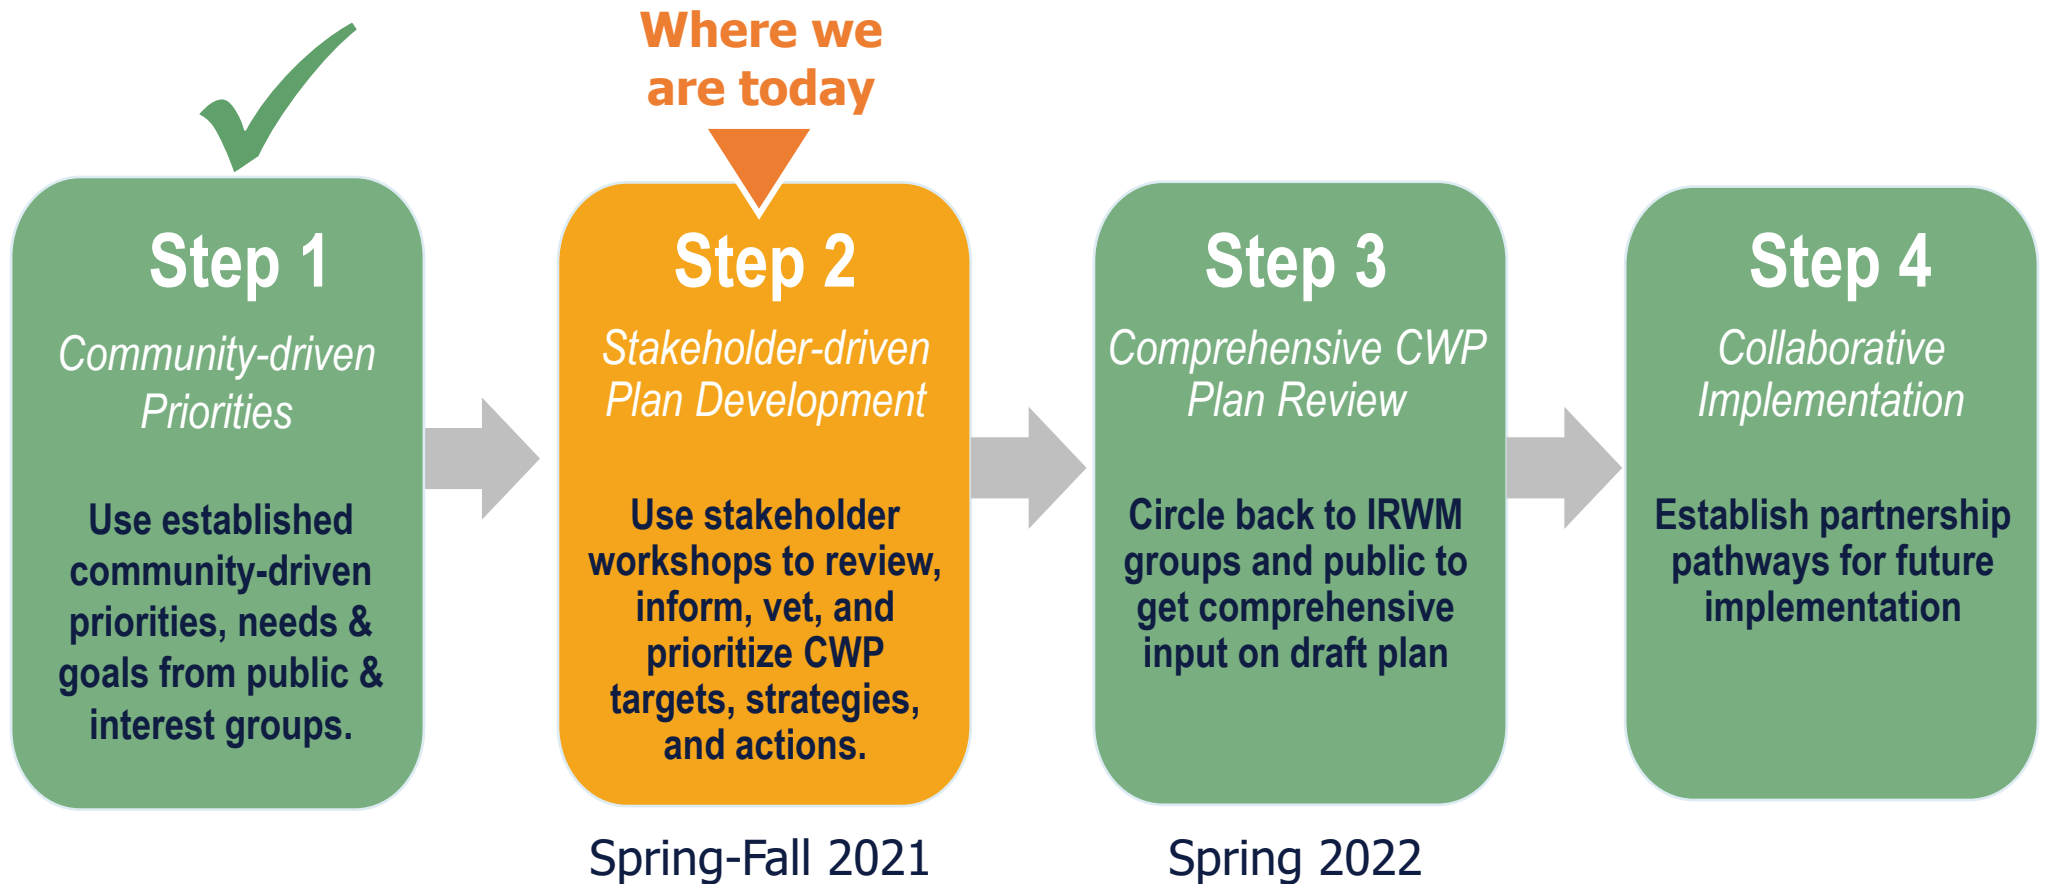 Where we
are today
Step 1
Community-driven
Priorities
Use established
community-driven
priorities, needs &
goals from public &
interest groups.
Step 2
Stakeholder-driven
Plan Development
Use stakeholder
workshops to review,
inform, vet, and
prioritize CWP
targets, strategies,
and actions.
Spring-Fall 2021
Step 3
Comprehensive CWP
Plan Review
Circle back to IRWM
groups and public to
get comprehensive
input on draft plan
Spring 2022
Step 4
Collaborative
Implementation
Establish partnership
pathways for future
implementation